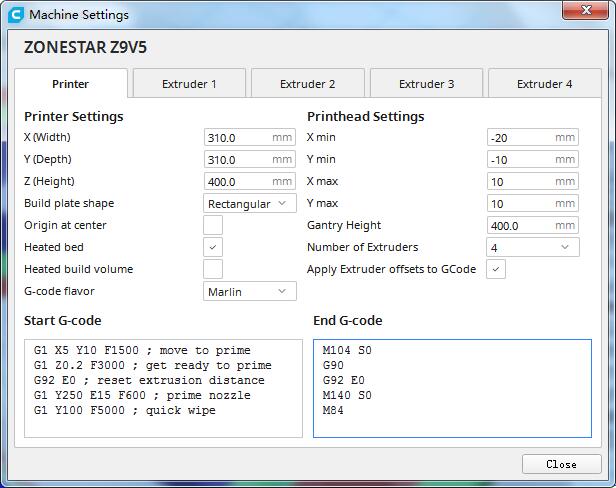 Machine Settings
ZONESTAR Z9V5
Printer
Extruder 1
Extruder 2
Extruder 3
Extruder 4
Printer Settings
X (Width) 310.0 mm
Y (Depth) 310.0 mm
Z (Height) 400.0 mm
Build plate shape Rectangular
Origin at center
Heated bed
Heated build volume
G-code flavor Marlin
Printhead Settings
X min -20 mm
Y min -10 mm
X max 10 mm
Y max 10 mm
Gantry Height 400.0 mm
Number of Extruders 4
Apply Extruder offsets to GCode
Start G-code
G1 X5 Y10 F1500 ; move to prime
G1 Z0.2 F3000 ; get ready to prime
G92 E0 ; reset extrusion distance
G1 Y250 E15 F600 ; prime nozzle
G1 Y100 F5000 ; quick wipe
End G-code
M104 S0
G90
G92 E0
M140 S0
M84
Close